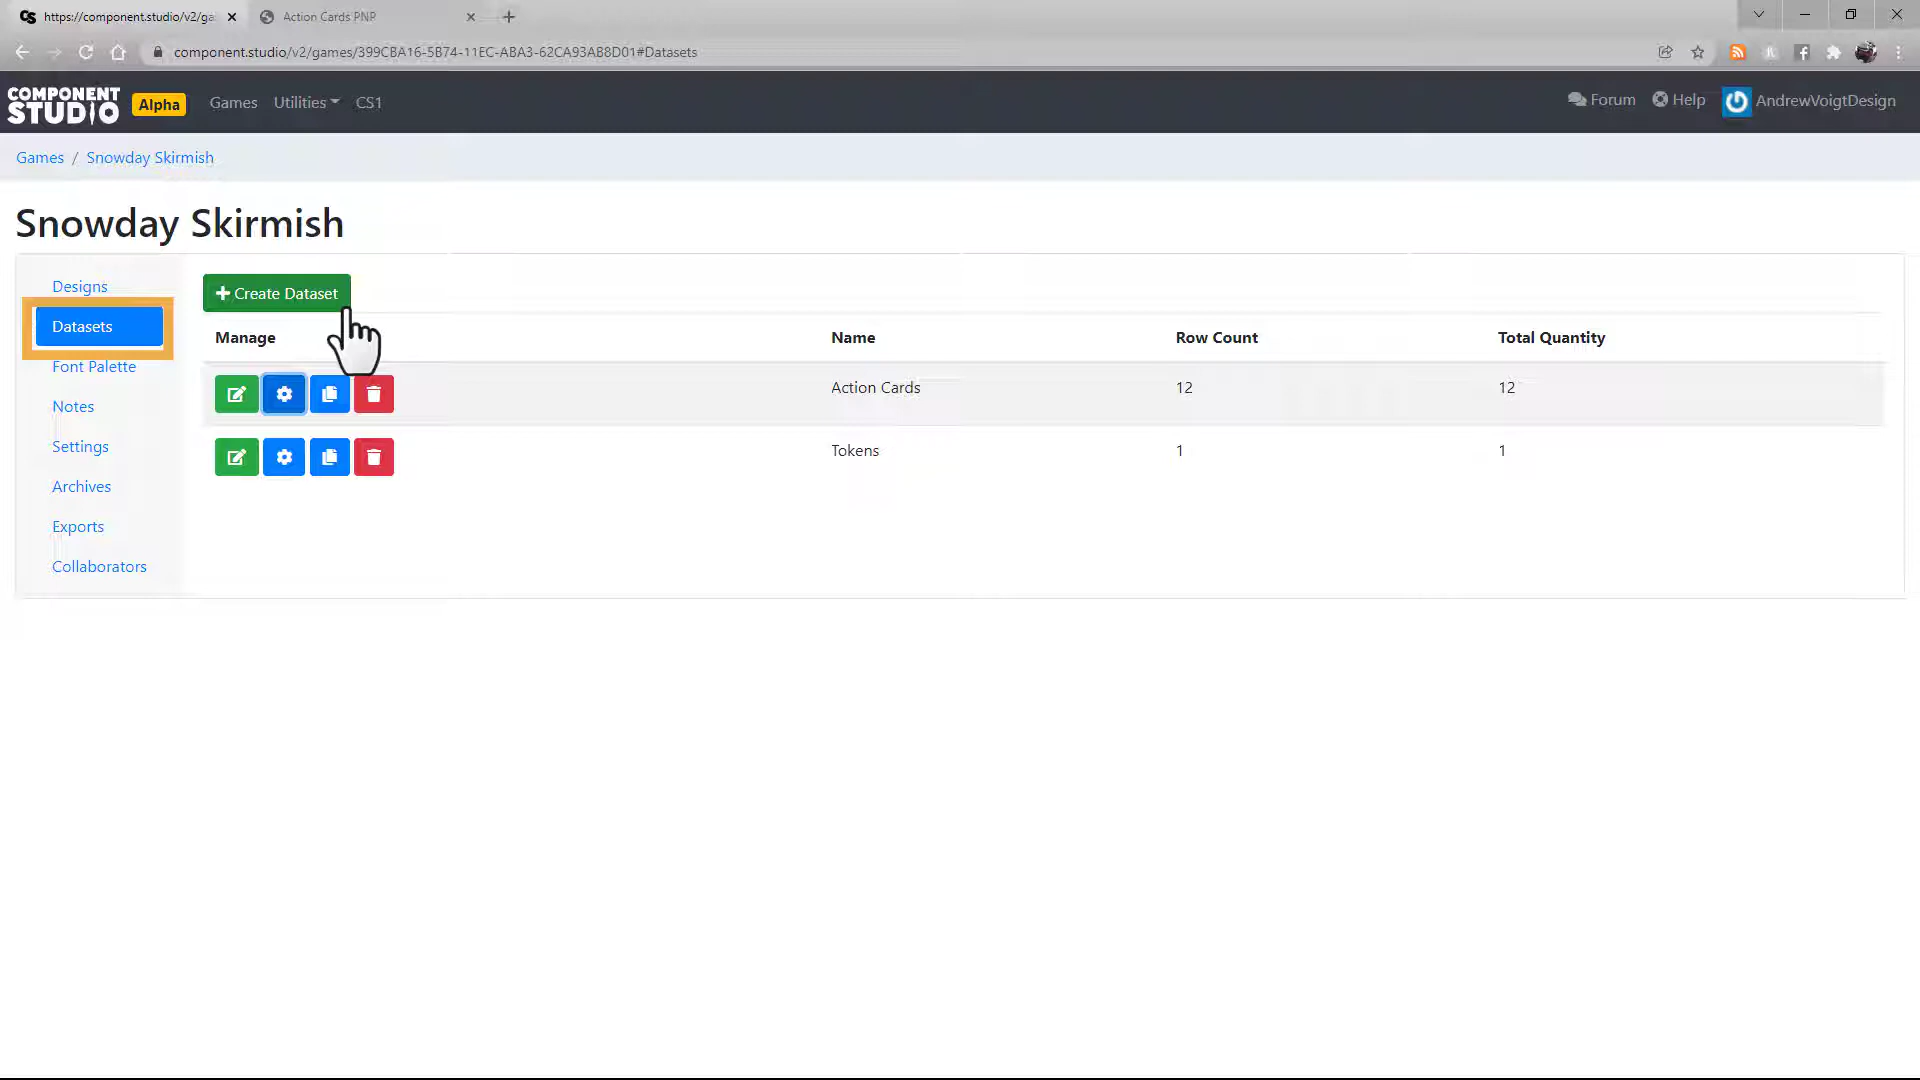 https://component.studio/v2/ga
Action Cards PNP
component.studio/v2/games/399CBA16-5B74-11EC-ABA3-62CA93AB8D01#Datasets
COMPONENT
STUDIO
Alpha
Games
Utilities
CS1
Forum
Help
AndrewVoigtDesign
Games / Snowday Skirmish
Snowday Skirmish
Designs
Datasets
Font Palette
Notes
Settings
Archives
Exports
Collaborators
Create Dataset
Manage Name Row Count Total Quantity
Action Cards 12 12
Tokens 1 1